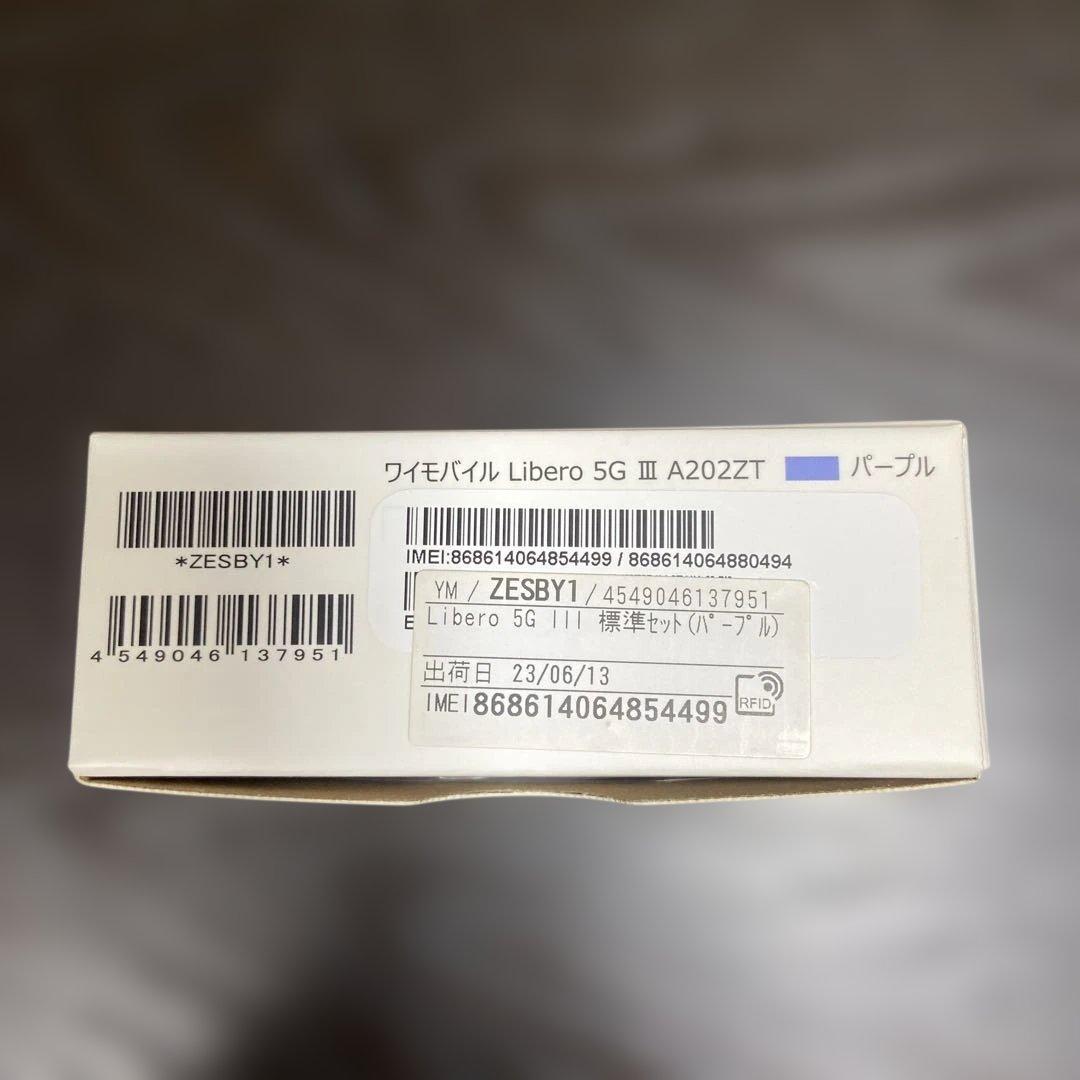 ワイモバイル Libero 5G Ⅲ A202ZT パープル
*ZESBY1*
4 549046 137951
IMEI:868614064854499 / 868614064880494
E
YM / ZESBY1 / 4549046137951
Libero 5G III 標準ｾｯﾄ(ﾊﾟｰﾌﾟﾙ)
出荷日 23/06/13
IMEI 868614064854499
RFID